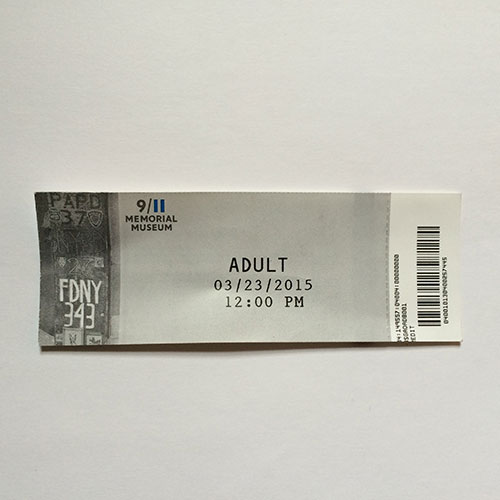 PAPD
37
FDNY
343
9/11
MEMORIAL
MUSEUM
ADULT
03/23/2015
12:00 PM